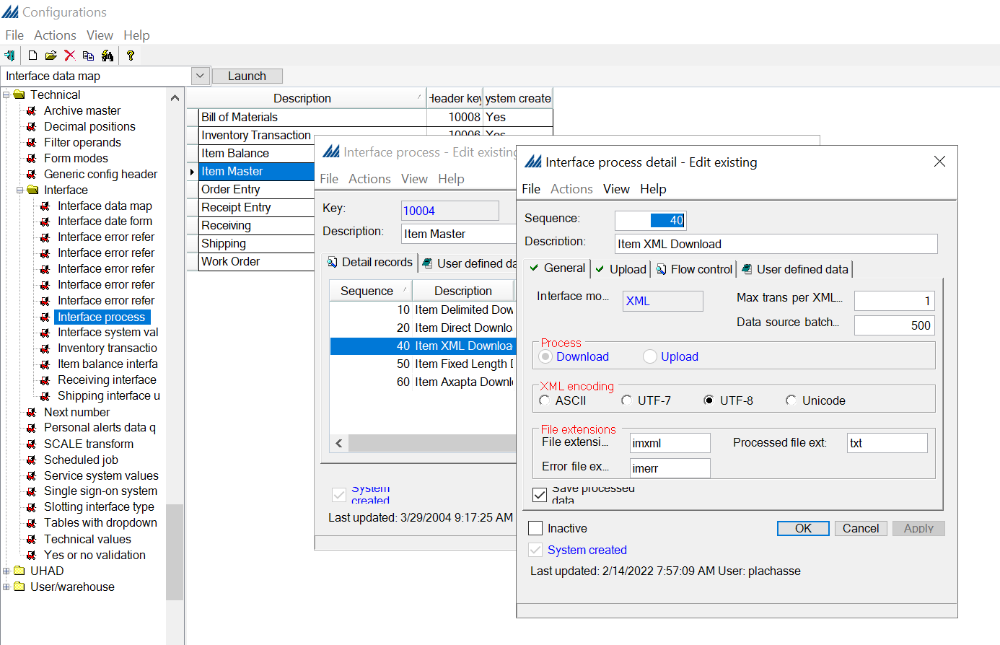 Configurations
File Actions View Help
Interface data map
Launch
Technical
Archive master
Decimal positions
Filter operands
Form modes
Generic config header
Interface
Interface data map
Interface date form
Interface error refer
Interface error refer
Interface error refer
Interface error refer
Interface error refer
Interface process
Interface system val
Inventory transactio
Item balance interfa
Receiving interface
Shipping interface u
Next number
Personal alerts data q
SCALE transform
Scheduled job
Service system values
Single sign-on system
Slotting interface type
Tables with dropdown
Technical values
Yes or no validation
UHAD
User/warehouse
Description Header key ystem create
Bill of Materials 10008 Yes
Inventory Transaction 10006 Yes
Item Balance
Item Master
Order Entry
Receipt Entry
Receiving
Shipping
Work Order
Interface process - Edit existing
File Actions View Help
Key: 10004
Description: Item Master
Detail records User defined da
Sequence Description
10 Item Delimited Dow
20 Item Direct Downlo
40 Item XML Downloa
50 Item Fixed Length D
60 Item Axapta Downl
System
created
Last updated: 3/29/2004 9:17:25 AM
Interface process detail - Edit existing
File Actions View Help
Sequence: 40
Description: Item XML Download
General Upload Flow control User defined data
Interface mo... XML Max trans per XML... 1
Data source batch... 500
Process
Download Upload
XML encoding
ASCII UTF-7 UTF-8 Unicode
File extensions
File extensi... imxml Processed file ext: txt
Error file ex... imerr
Save processed
data
Inactive OK Cancel Apply
System created
Last updated: 2/14/2022 7:57:09 AM User: plachasse